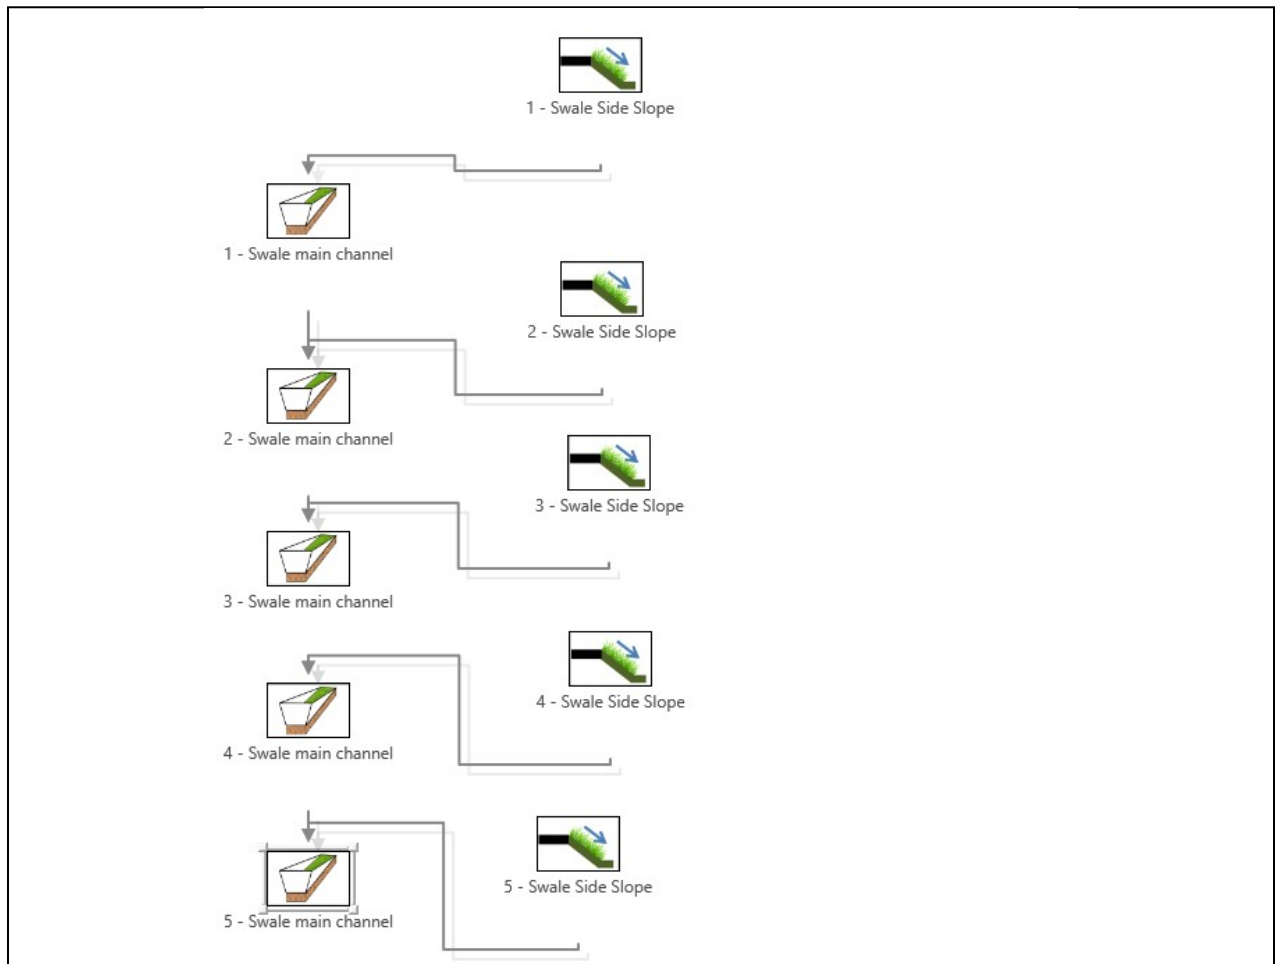 1 - Swale Side Slope
1 - Swale main channel
2 - Swale Side Slope
2 - Swale main channel
3 - Swale Side Slope
3 - Swale main channel
4 - Swale Side Slope
4 - Swale main channel
5 - Swale Side Slope
5 - Swale main channel